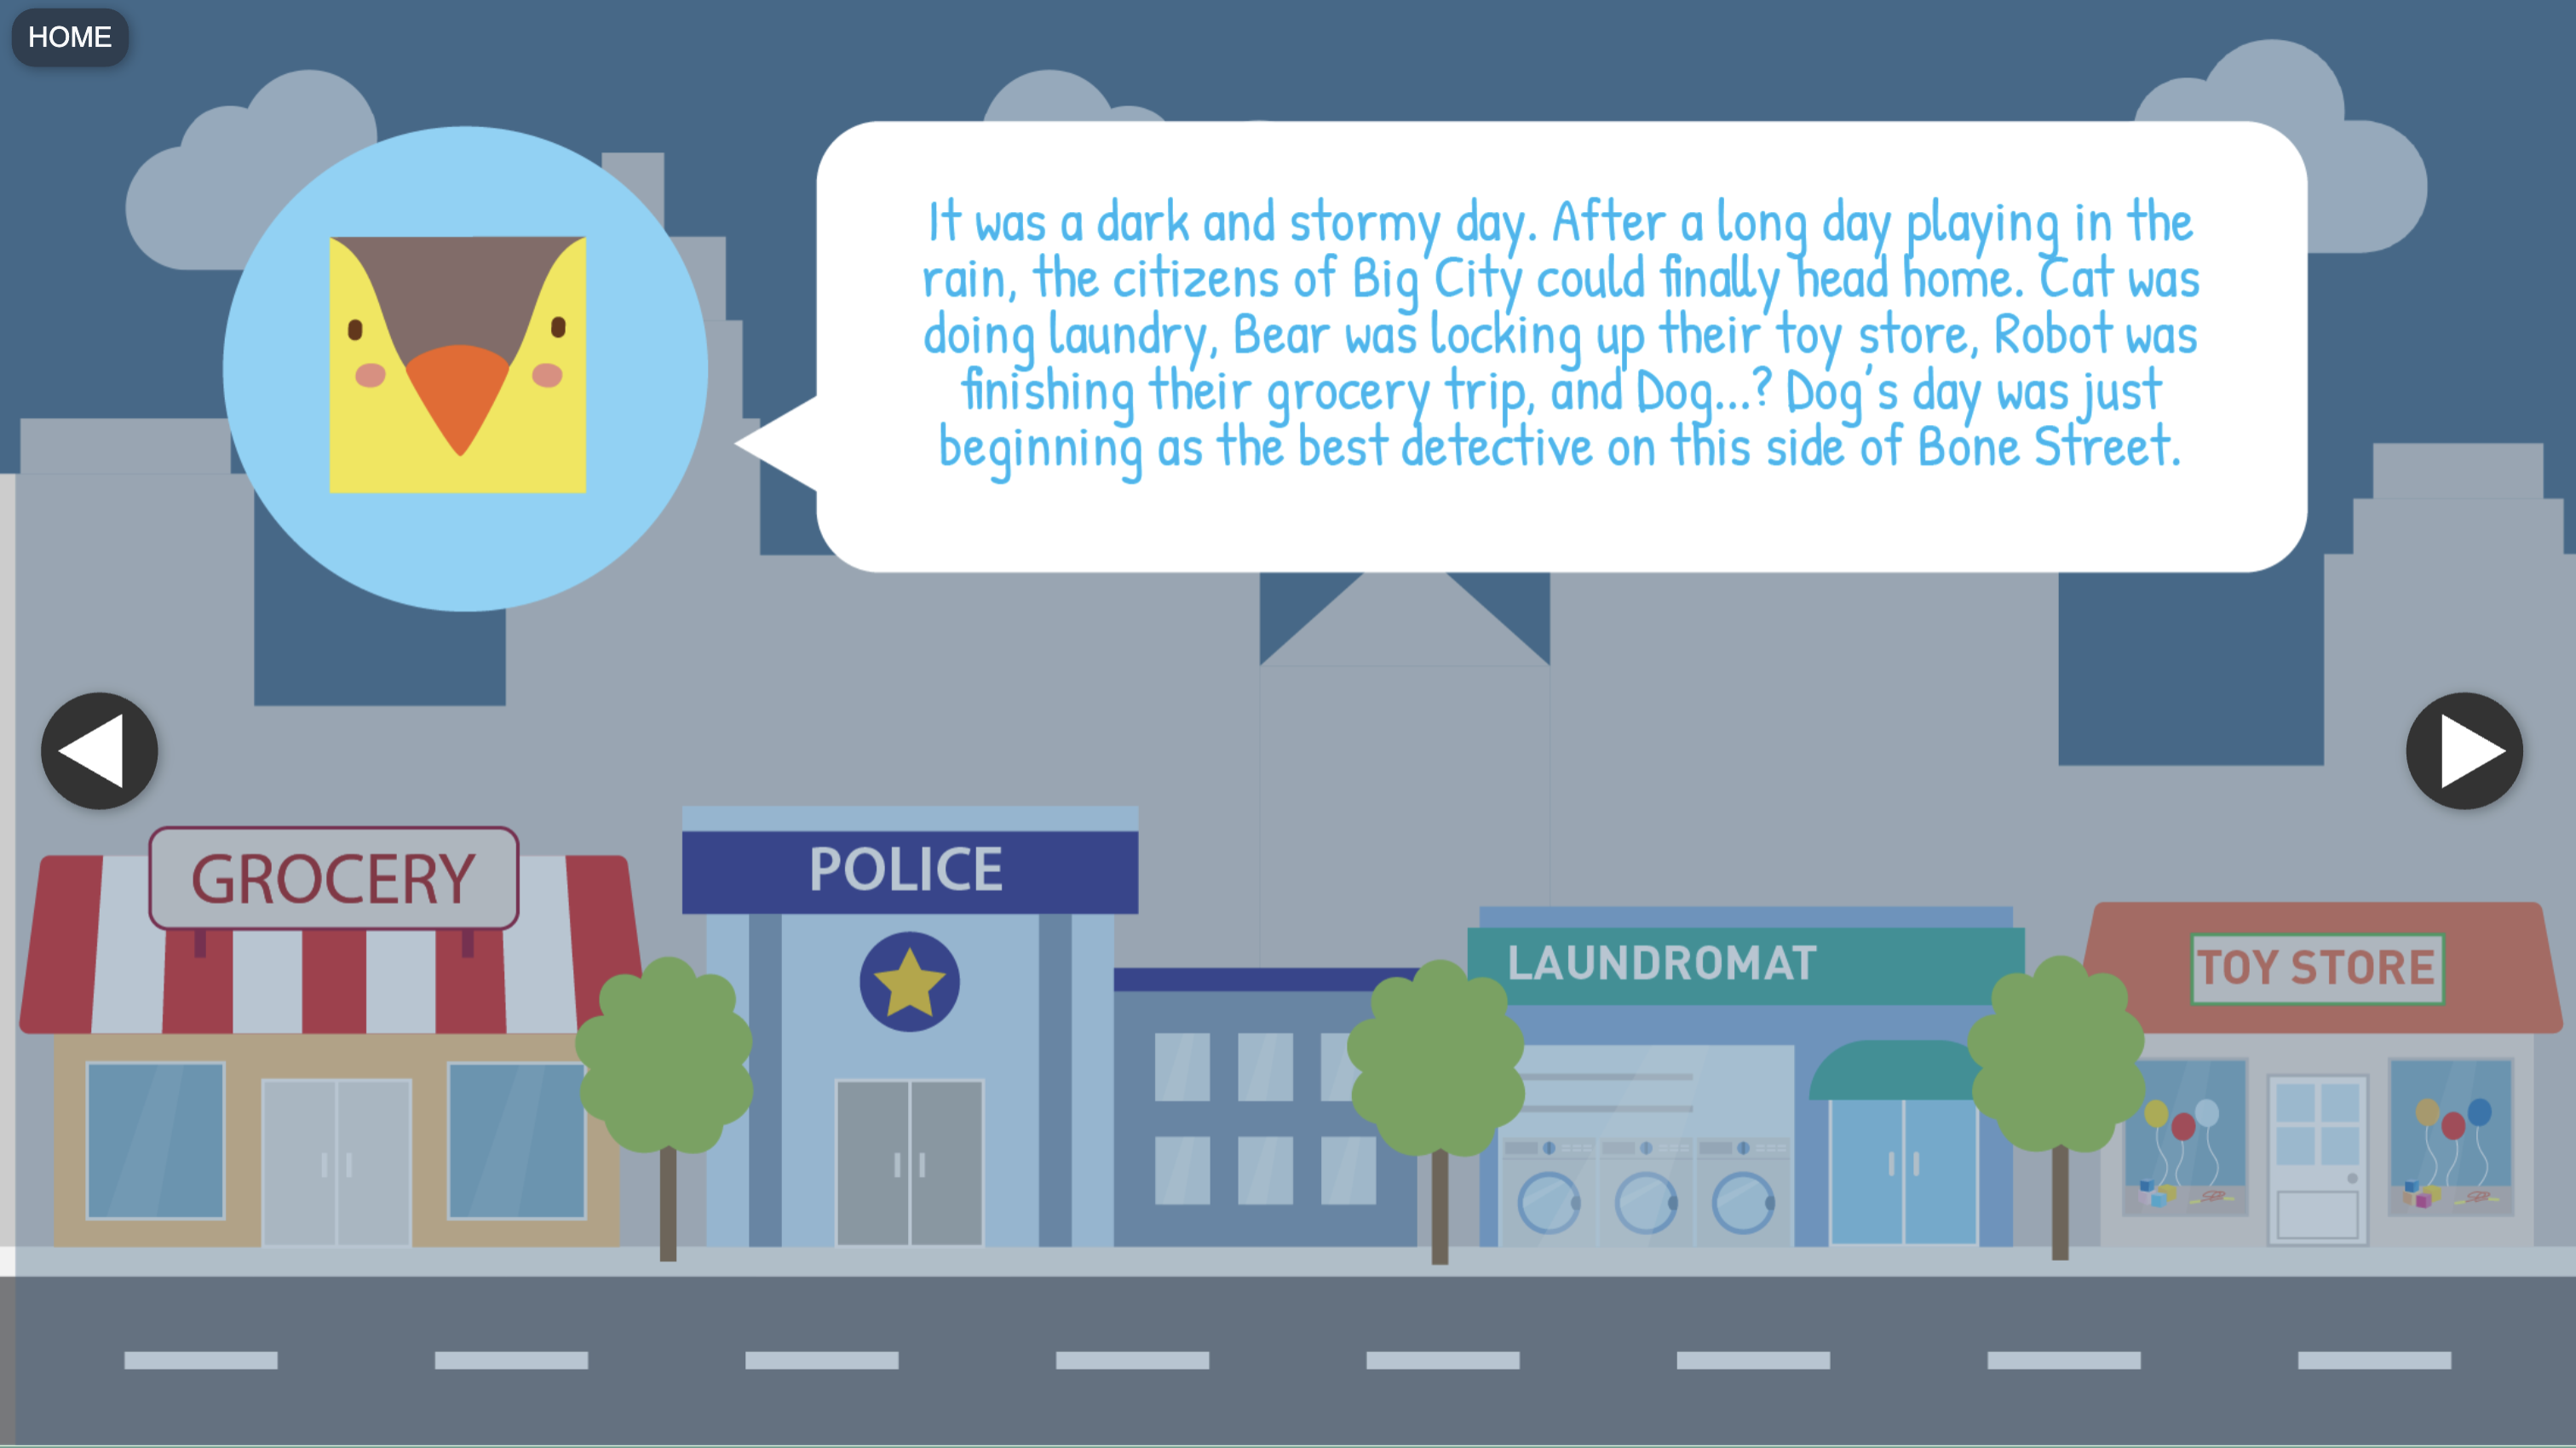 HOME
It was a dark and stormy day. After a long day playing in the
rain, the citizens of Big City could finally head home. Cat was
doing laundry, Bear was locking up their toy store, Robot was
finishing their grocery trip, and Dog...? Dog's day was just
beginning as the best detective on this side of Bone Street.
GROCERY
POLICE
LAUNDROMAT
TOY STORE